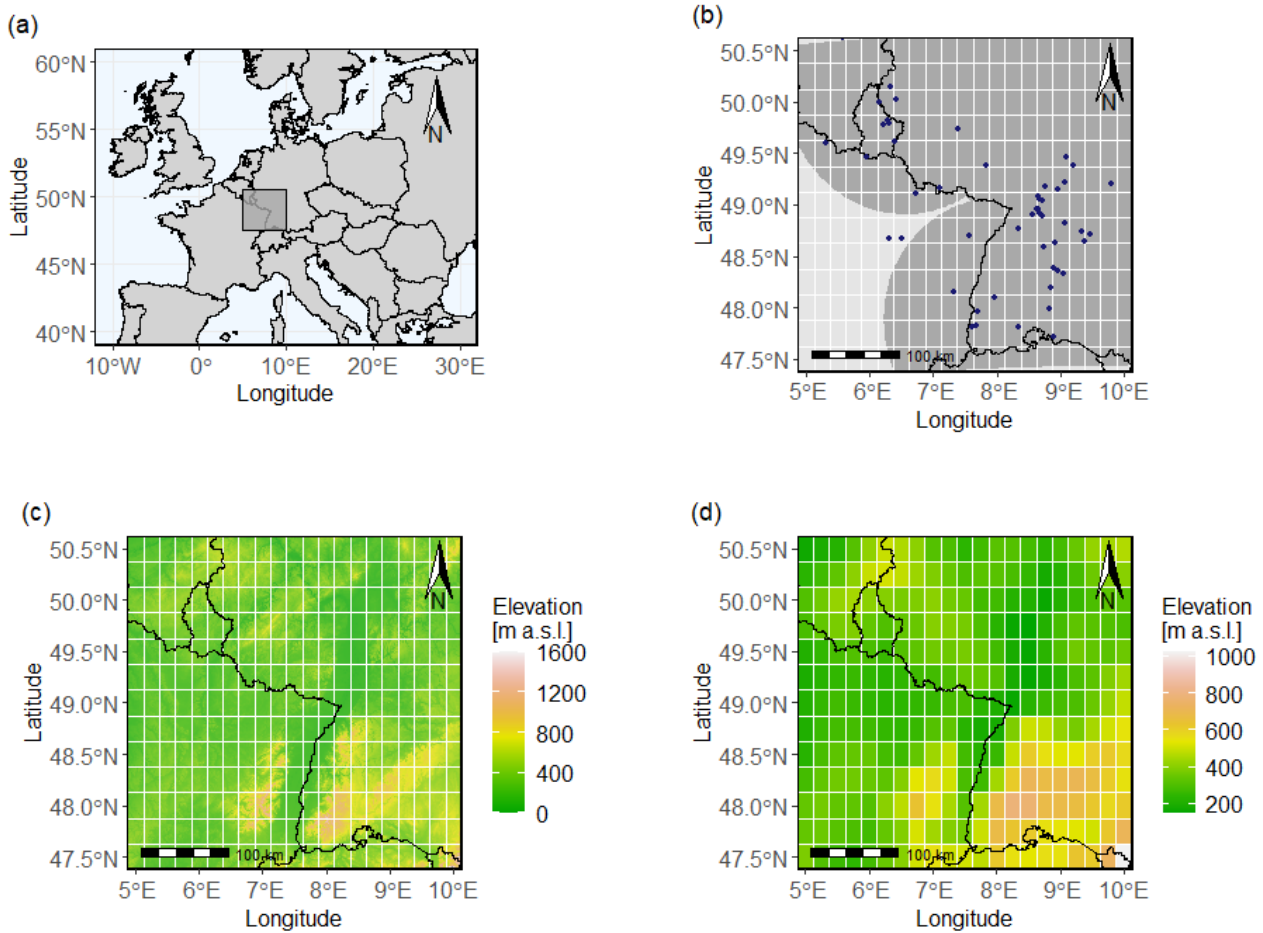 (a)
60°N
55°N
50°N
45°N
40°N
Latitude
N
10°W
0°
10°E
20°E
30°E
Longitude
(b)
50.5°N
50.0°N
49.5°N
49.0°N
48.5°N
48.0°N
47.5°N
Latitude
N
100 km
5°E
6°E
7°E
8°E
9°E
10°E
Longitude
(c)
50.5°N
50.0°N
49.5°N
49.0°N
48.5°N
48.0°N
47.5°N
Latitude
N
100 km
5°E
6°E
7°E
8°E
9°E
10°E
Longitude
Elevation
[m a.s.l.]
1600
1200
800
400
0
(d)
50.5°N
50.0°N
49.5°N
49.0°N
48.5°N
48.0°N
47.5°N
Latitude
N
100 km
5°E
6°E
7°E
8°E
9°E
10°E
Longitude
Elevation
[m a.s.l.]
1000
800
600
400
200